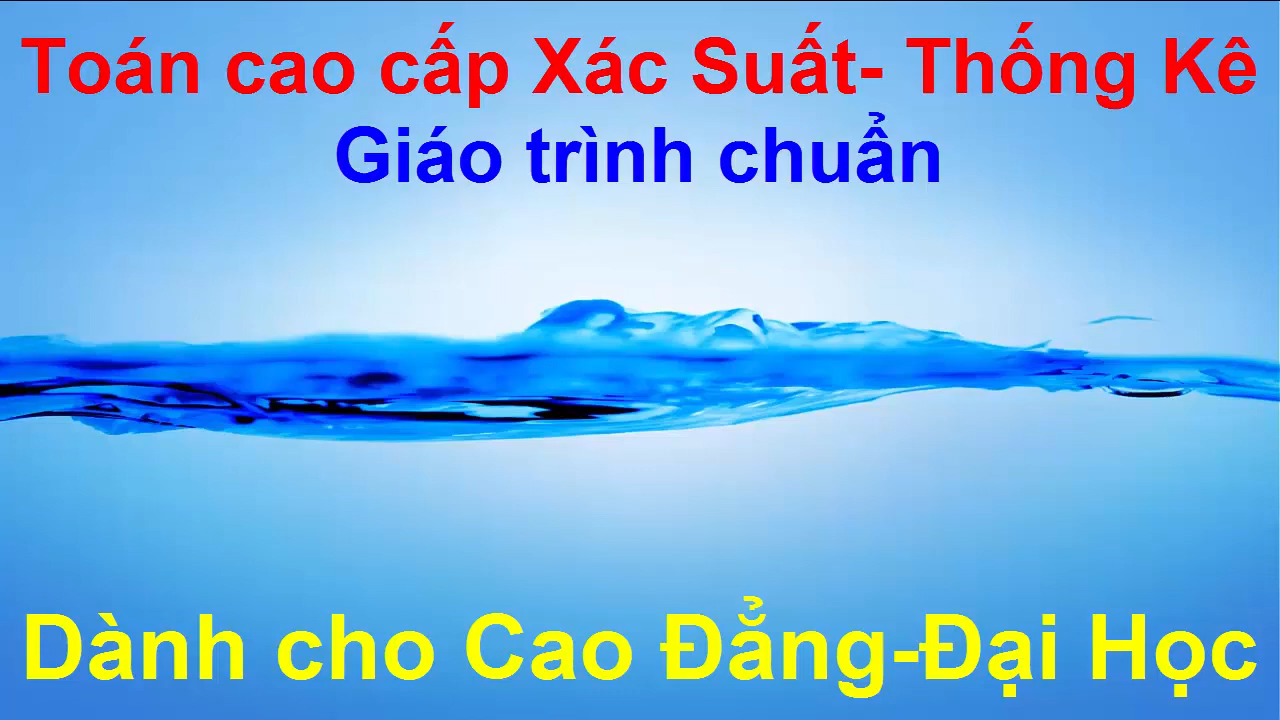 Toán cao cấp Xác Suất- Thống Kê
Giáo trình chuẩn
Dành cho Cao Đẳng-Đại Học